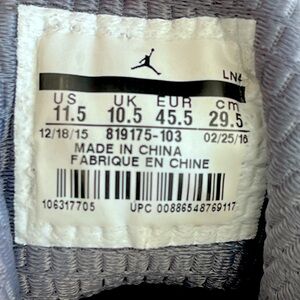 LN4
US UK EUR cm
11.5 10.5 45.5 29.5
12/18/15 819175-103 02/25/16
MADE IN CHINA
FABRIQUE EN CHINE
106317705 UPC 00886548769117